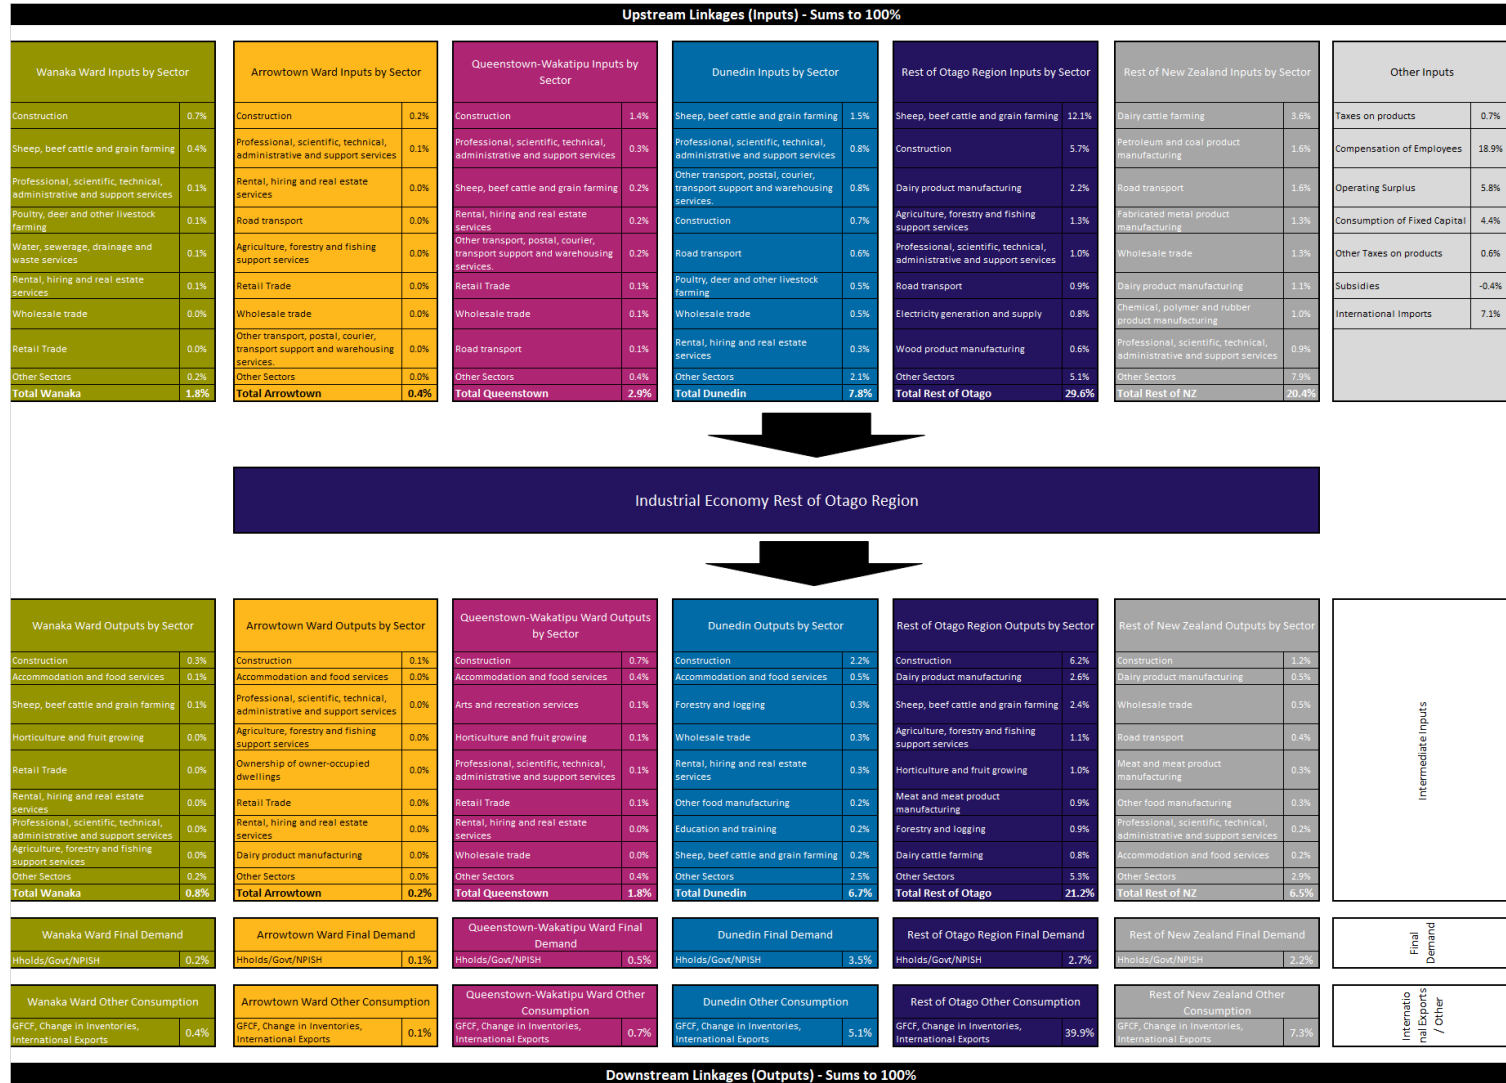 Upstream Linkages (Inputs) - Sums to 100%
Wanaka Ward Inputs by Sector
Construction 0.7%
Sheep, beef cattle and grain farming 0.4%
Professional, scientific, technical,
administrative and support services 0.1%
Poultry, deer and other livestock
farming 0.1%
Water, sewerage, drainage and
waste services 0.1%
Rental, hiring and real estate
services 0.1%
Wholesale trade 0.0%
Retail Trade 0.0%
Other Sectors 0.2%
Total Wanaka 1.8%
Arrowtown Ward Inputs by Sector
Construction 0.2%
Professional, scientific, technical,
administrative and support services 0.1%
Rental, hiring and real estate
services 0.0%
Road transport 0.0%
Agriculture, forestry and fishing
support services 0.0%
Retail Trade 0.0%
Wholesale trade 0.0%
Other transport, postal, courier,
transport support and warehousing
services. 0.0%
Other Sectors 0.0%
Total Arrowtown 0.4%
Queenstown-Wakatipu Inputs by
Sector
Construction 1.4%
Professional, scientific, technical,
administrative and support services 0.3%
Sheep, beef cattle and grain farming 0.2%
Rental, hiring and real estate
services 0.2%
Other transport, postal, courier,
transport support and warehousing
services. 0.2%
Retail Trade 0.1%
Wholesale trade 0.1%
Road transport 0.1%
Other Sectors 0.4%
Total Queenstown 2.9%
Dunedin Inputs by Sector
Sheep, beef cattle and grain farming 1.5%
Professional, scientific, technical,
administrative and support services 0.8%
Other transport, postal, courier,
transport support and warehousing
services. 0.8%
Construction 0.7%
Road transport 0.6%
Poultry, deer and other livestock
farming 0.5%
Wholesale trade 0.5%
Rental, hiring and real estate
services 0.3%
Other Sectors 2.1%
Total Dunedin 7.8%
Rest of Otago Region Inputs by Sector
Sheep, beef cattle and grain farming 12.1%
Construction 5.7%
Dairy product manufacturing 2.2%
Agriculture, forestry and fishing
support services 1.3%
Professional, scientific, technical,
administrative and support services 1.0%
Road transport 0.9%
Electricity generation and supply 0.8%
Wood product manufacturing 0.6%
Other Sectors 5.1%
Total Rest of Otago 29.6%
Rest of New Zealand Inputs by Sector
Dairy cattle farming 3.6%
Petroleum and coal product
manufacturing 1.6%
Road transport 1.6%
Fabricated metal product
manufacturing 1.3%
Wholesale trade 1.3%
Dairy product manufacturing 1.1%
Chemical, polymer and rubber
product manufacturing 1.0%
Professional, scientific, technical,
administrative and support services 0.9%
Other Sectors 7.9%
Total Rest of NZ 20.4%
Other Inputs
Taxes on products 0.7%
Compensation of Employees 18.9%
Operating Surplus 5.8%
Consumption of Fixed Capital 4.4%
Other Taxes on products 0.6%
Subsidies -0.4%
International Imports 7.1%
Industrial Economy Rest of Otago Region
Wanaka Ward Outputs by Sector
Construction 0.3%
Accommodation and food services 0.1%
Sheep, beef cattle and grain farming 0.1%
Horticulture and fruit growing 0.0%
Retail Trade 0.0%
Rental, hiring and real estate
services 0.0%
Professional, scientific, technical,
administrative and support services 0.0%
Agriculture, forestry and fishing
support services 0.0%
Other Sectors 0.2%
Total Wanaka 0.8%
Arrowtown Ward Outputs by Sector
Construction 0.1%
Accommodation and food services 0.0%
Professional, scientific, technical,
administrative and support services 0.0%
Agriculture, forestry and fishing
support services 0.0%
Ownership of owner-occupied
dwellings 0.0%
Retail Trade 0.0%
Rental, hiring and real estate
services 0.0%
Dairy product manufacturing 0.0%
Other Sectors 0.0%
Total Arrowtown 0.2%
Queenstown-Wakatipu Ward Outputs
by Sector
Construction 0.7%
Accommodation and food services 0.4%
Arts and recreation services 0.1%
Horticulture and fruit growing 0.1%
Professional, scientific, technical,
administrative and support services 0.1%
Retail Trade 0.1%
Rental, hiring and real estate
services 0.0%
Wholesale trade 0.0%
Other Sectors 0.4%
Total Queenstown 1.8%
Dunedin Outputs by Sector
Construction 2.2%
Accommodation and food services 0.5%
Forestry and logging 0.3%
Wholesale trade 0.3%
Rental, hiring and real estate
services 0.3%
Other food manufacturing 0.2%
Education and training 0.2%
Sheep, beef cattle and grain farming 0.2%
Other Sectors 2.5%
Total Dunedin 6.7%
Rest of Otago Region Outputs by Sector
Construction 6.2%
Dairy product manufacturing 2.6%
Sheep, beef cattle and grain farming 2.4%
Agriculture, forestry and fishing
support services 1.1%
Horticulture and fruit growing 1.0%
Meat and meat product
manufacturing 0.9%
Forestry and logging 0.9%
Dairy cattle farming 0.8%
Other Sectors 5.3%
Total Rest of Otago 21.2%
Rest of New Zealand Outputs by Sector
Construction 1.2%
Dairy product manufacturing 0.5%
Wholesale trade 0.5%
Road transport 0.4%
Meat and meat product
manufacturing 0.3%
Other food manufacturing 0.3%
Professional, scientific, technical,
administrative and support services 0.2%
Accommodation and food services 0.2%
Other Sectors 2.9%
Total Rest of NZ 6.5%
Intermediate Inputs
Wanaka Ward Final Demand
Hholds/Govt/NPISH 0.2%
Arrowtown Ward Final Demand
Hholds/Govt/NPISH 0.1%
Queenstown-Wakatipu Ward Final
Demand
Hholds/Govt/NPISH 0.5%
Dunedin Final Demand
Hholds/Govt/NPISH 3.5%
Rest of Otago Region Final Demand
Hholds/Govt/NPISH 2.7%
Rest of New Zealand Final Demand
Hholds/Govt/NPISH 2.2%
Final
Demand
Wanaka Ward Other Consumption
GFCF, Change in Inventories,
International Exports 0.4%
Arrowtown Ward Other Consumption
GFCF, Change in Inventories,
International Exports 0.1%
Queenstown-Wakatipu Ward Other
Consumption
GFCF, Change in Inventories,
International Exports 0.7%
Dunedin Other Consumption
GFCF, Change in Inventories,
International Exports 5.1%
Rest of Otago Other Consumption
GFCF, Change in Inventories,
International Exports 39.9%
Rest of New Zealand Other
Consumption
GFCF, Change in Inventories,
International Exports 7.3%
Internatio
nal Exports
/ Other
Downstream Linkages (Outputs) - Sums to 100%